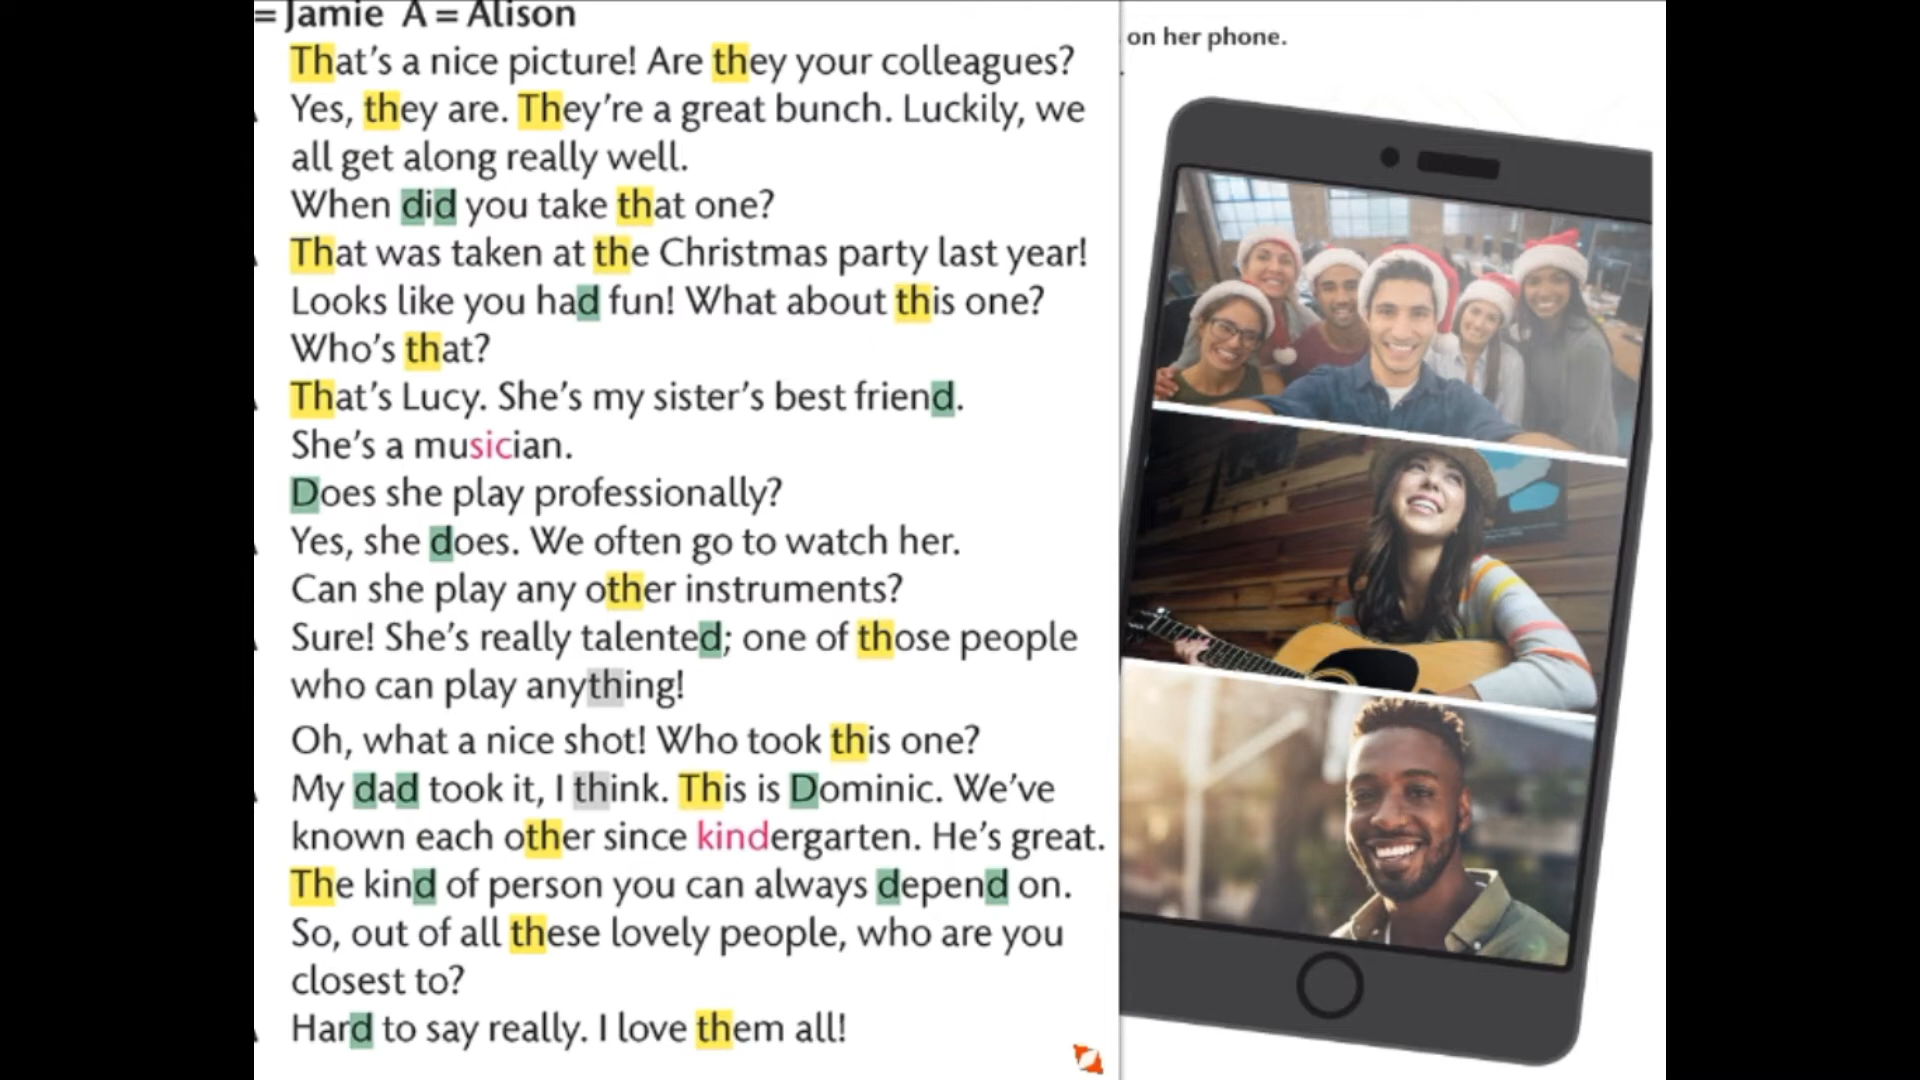 = Jamie A = Alison
That's a nice picture! Are they your colleagues?
Yes, they are. They're a great bunch. Luckily, we
all get along really well.
When did you take that one?
That was taken at the Christmas party last year!
Looks like you had fun! What about this one?
Who's that?
That's Lucy. She's my sister's best friend.
She's a musician.
Does she play professionally?
Yes, she does. We often go to watch her.
Can she play any other instruments?
Sure! She's really talented; one of those people
who can play anything!
Oh, what a nice shot! Who took this one?
My dad took it, I think. This is Dominic. We've
known each other since kindergarten. He's great.
The kind of person you can always depend on.
So, out of all these lovely people, who are you
closest to?
Hard to say really. I love them all!
on her phone.